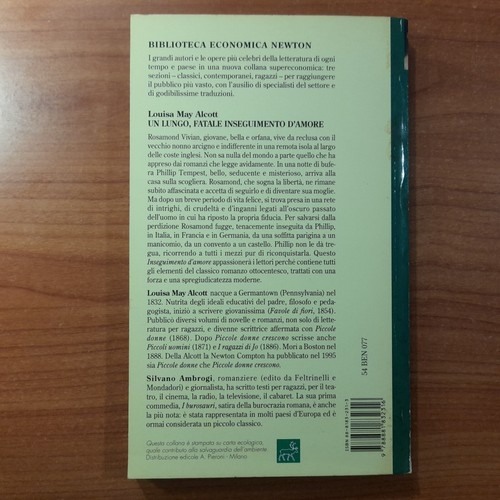 BIBLIOTECA ECONOMICA NEWTON
I grandi autori e le opere più celebri della letteratura di ogni
tempo e paese in una nuova collana supereconomica: tre
sezioni – classici, contemporanei, ragazzi – per raggiungere
il pubblico più vasto, con l'ausilio di specialisti del settore e
di godibilissime traduzioni.
Louisa May Alcott
UN LUNGO, FATALE INSEGUIMENTO D'AMORE
Rosamond Vivian, giovane, bella e orfana, vive da reclusa con il
vecchio nonno arcigno e indifferente in una remota isola al largo
delle coste inglesi. Non sa nulla del mondo a parte quello che ha
appreso dai romanzi che legge avidamente. In una notte di bufe-
ra Phillip Tempest, bello, seducente e misterioso, arriva alla
casa sulla scogliera. Rosamond, che sogna la libertà, ne rimane
subito affascinata e accetta di seguirlo e di diventare sua moglie.
Ma dopo un breve periodo di vita felice, si trova presa in una rete
di intrighi, di crudeltà e d'inganni legati all'oscuro passato
dell'uomo in cui ha riposto la propria fiducia. Per salvarsi dalla
perdizione Rosamond fugge, tenacemente inseguita da Phillip,
in Italia, in Francia e in Germania, da una soffitta parigina a un
manicomio, da un convento a un castello. Phillip non le dà tre-
gua, ricorrendo a tutti i mezzi pur di riconquistarla. Questo
Inseguimento d'amore appassionerà i lettori perché contiene tutti
gli elementi del classico romanzo ottocentesco, trattati con una
forza e una spregiudicatezza moderne.
Louisa May Alcott nacque a Germantown (Pennsylvania) nel
1832. Nutrita degli ideali educativi del padre, filosofo e ped-
agogista, iniziò a scrivere giovanissima (Favole di fiori, 1854).
Pubblicò diversi volumi di novelle e romanzi, non solo di lette-
ratura per ragazzi, e divenne scrittrice affermata con Piccole
donne (1868). Dopo Piccole donne crescono scrisse anche
Piccoli uomini (1871) e I ragazzi di Jo (1886). Morì a Boston nel
1888. Della Alcott la Newton Compton ha pubblicato nel 1995
sia Piccole donne che Piccole donne crescono.
Silvano Ambrogi, romanziere (edito da Feltrinelli e
Mondadori) e giornalista, ha scritto testi per ragazzi, per il tea-
tro, il cinema, la radio, la televisione, il cabaret. La sua prima
commedia, I burosauri, satira della burocrazia romana, è anche
la più nota: è stata rappresentata in molti paesi d'Europa ed e
ormai considerata un piccolo classico.
Questa collana è stampata su carta ecologica,
quale contributo alla salvaguardia dell'ambiente
Distribuzione edicole A. Pieroni - Milano
54 BEN 077